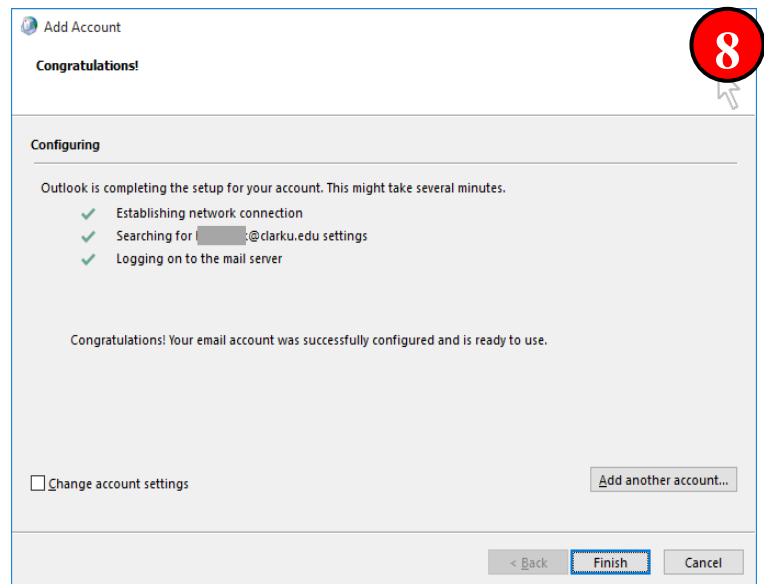 Add Account
8
Congratulations!
Configuring
Outlook is completing the setup for your account. This might take several minutes.
Establishing network connection
Searching for :@clarku.edu settings
Logging on to the mail server
Congratulations! Your email account was successfully configured and is ready to use.
Change account settings
Add another account...
< Back
Finish
Cancel